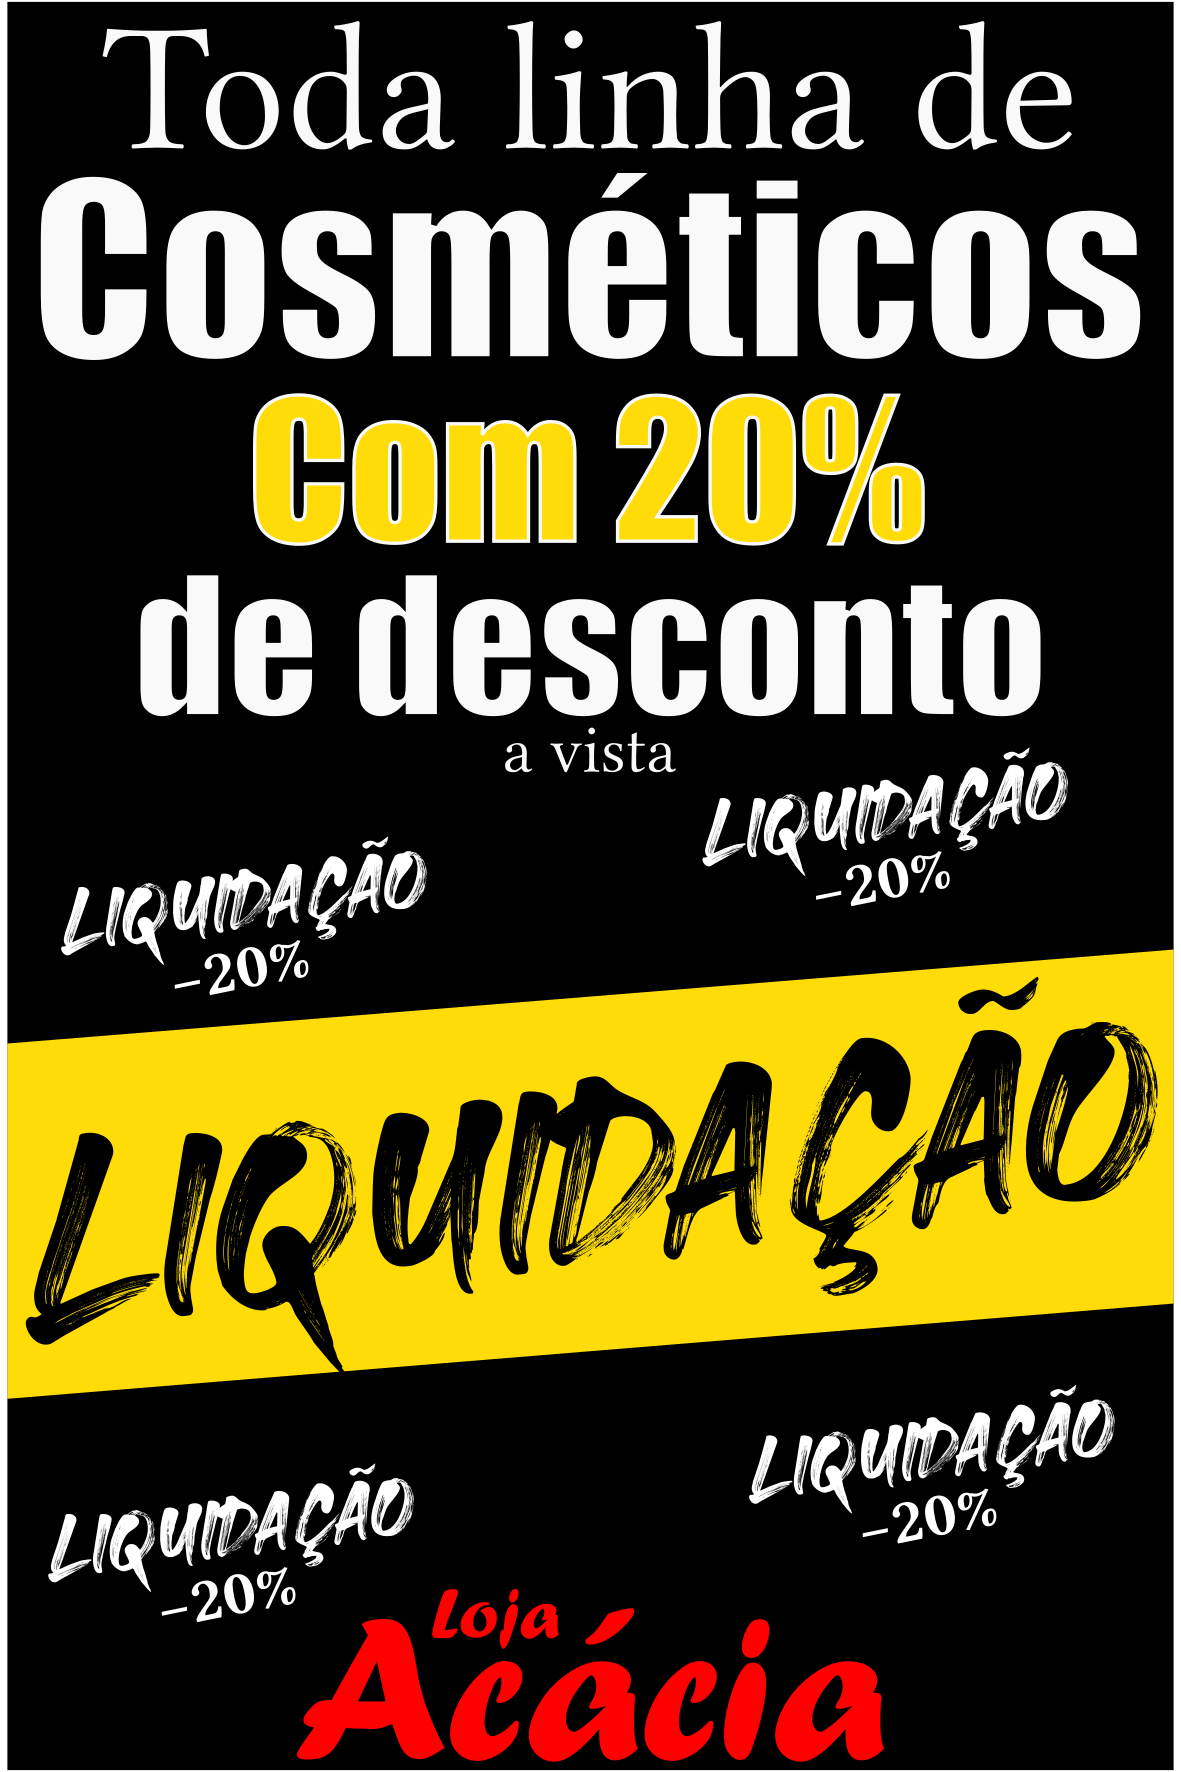 Toda linha de
Cosméticos
Com 20%
de desconto
a vista
LIQUIDAÇÃO
-20%
LIQUIDAÇÃO
-20%
LIQUIDAÇÃO
LIQUIDAÇÃO
-20%
LIQUIDAÇÃO
-20%
Loja
Acácia